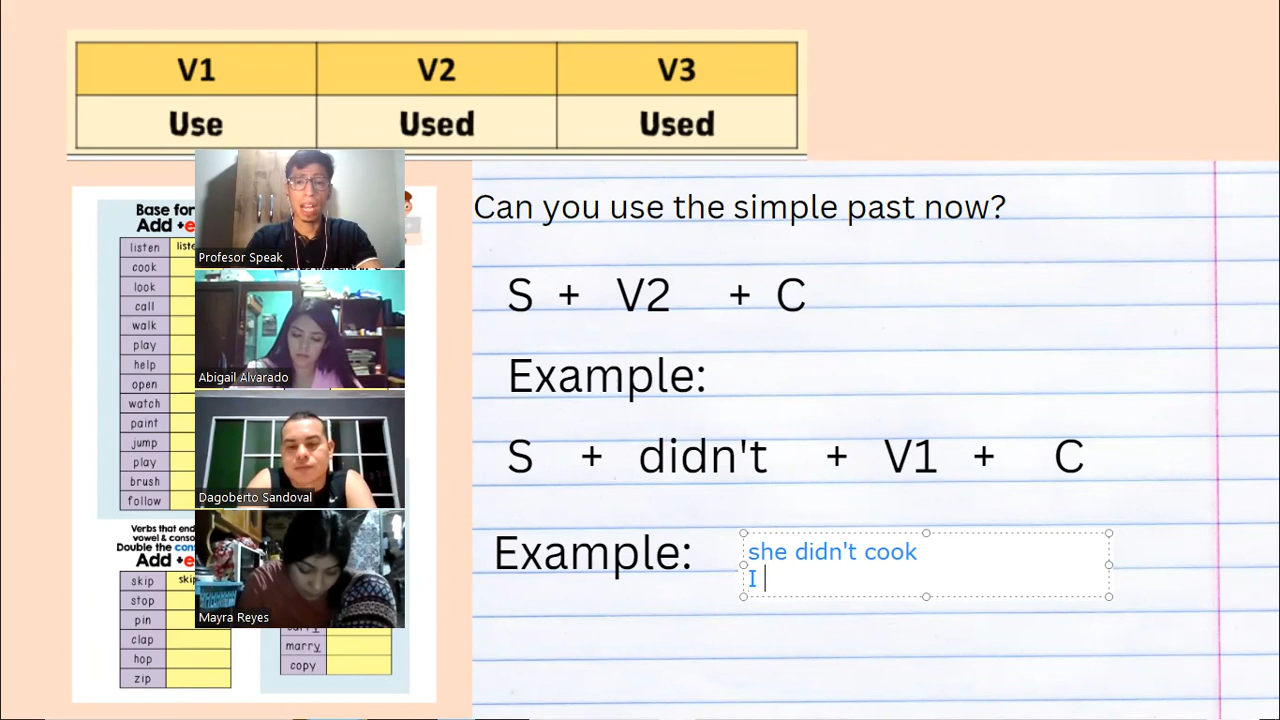 V1 V2 V3
Use Used Used
Base for
Add +e
listen liste
cook
look
call
walk
play
help
open
watch
paint
jump
play
brush
follow
Verbs that end
vowel & conso
Double the con
Add +e
skip skip
stop
pin
clap
hop
zip
marry
copy
Profesor Speak
Abigail Alvarado
Dagoberto Sandoval
Mayra Reyes
Can you use the simple past now?
S + V2 + C
Example:
S + didn't + V1 + C
Example:
she didn't cook
I